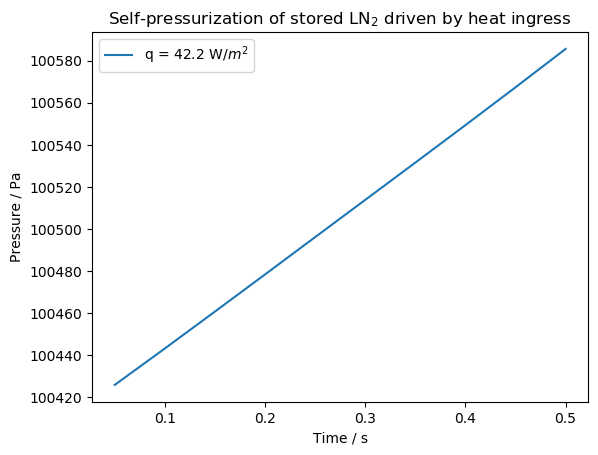 Self-pressurization of stored LN₂ driven by heat ingress
q = 42.2 W/m²
100580
100560
100540
100520
100500
100480
100460
100440
100420
Pressure / Pa
0.1 0.2 0.3 0.4 0.5
Time / s